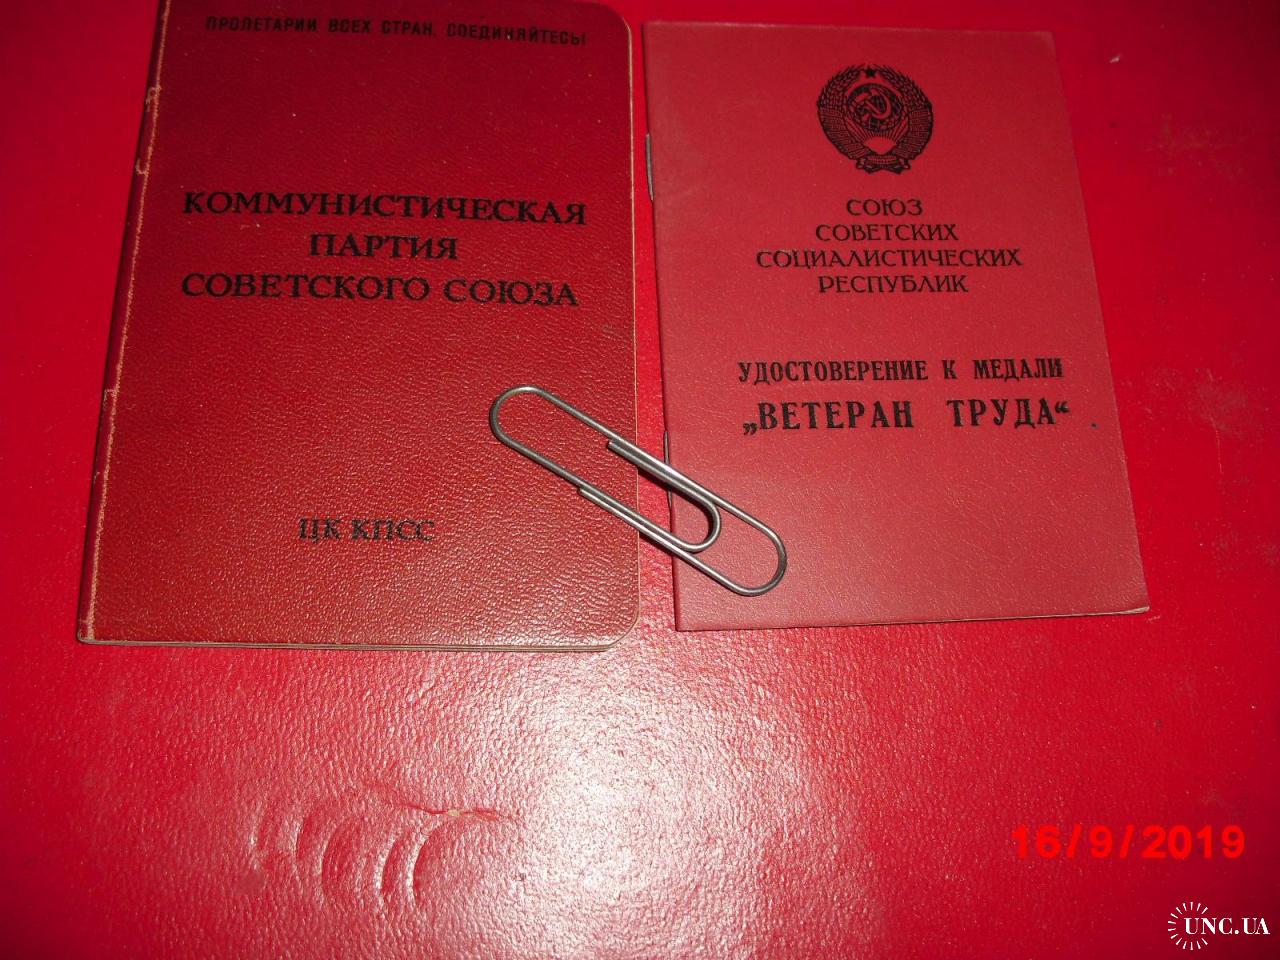 ПРОЛЕТАРИИ ВСЕХ СТРАН, СОЕДИНЯЙТЕСЬ!
КОММУНИСТИЧЕСКАЯ
ПАРТИЯ
СОВЕТСКОГО СОЮЗА
ЦК КПСС
СОЮЗ
СОВЕТСКИХ
СОЦИАЛИСТИЧЕСКИХ
РЕСПУБЛИК
УДОСТОВЕРЕНИЕ К МЕДАЛИ
„ВЕТЕРАН ТРУДА“
16/9/2019
UNC.UA